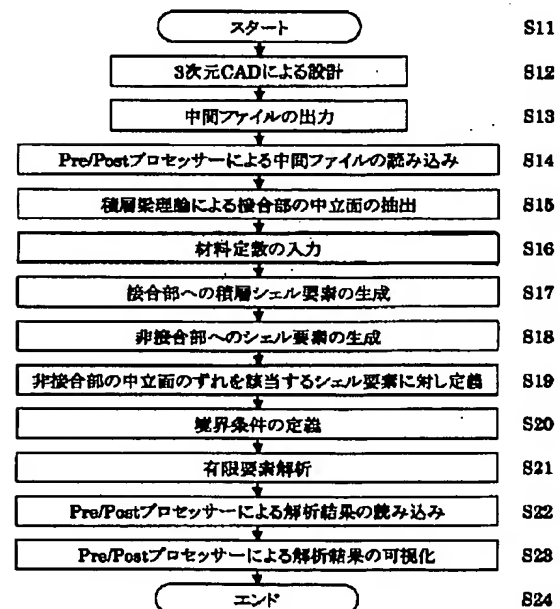 スタート S11
3次元CADによる設計 S12
中間ファイルの出力 S13
Pre/Postプロセッサーによる中間ファイルの読み込み S14
積層梁理論による接合部の中立面の抽出 S15
材料定数の入力 S16
接合部への積層シェル要素の生成 S17
非接合部へのシェル要素の生成 S18
非接合部の中立面のずれを該当するシェル要素に対し定義 S19
境界条件の定義 S20
有限要素解析 S21
Pre/Postプロセッサーによる解析結果の読み込み S22
Pre/Postプロセッサーによる解析結果の可視化 S23
エンド S24